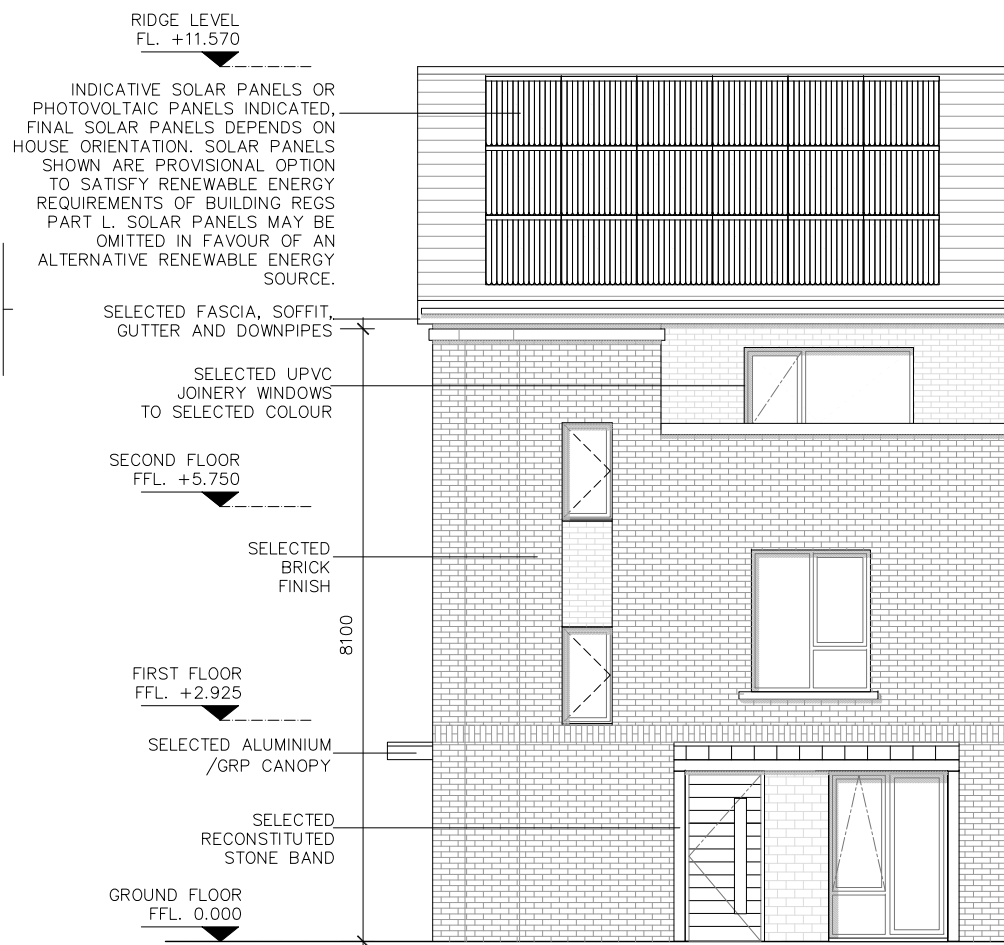 RIDGE LEVEL
FL. +11.570
INDICATIVE SOLAR PANELS OR
PHOTOVOLTAIC PANELS INDICATED,
FINAL SOLAR PANELS DEPENDS ON
HOUSE ORIENTATION. SOLAR PANELS
SHOWN ARE PROVISIONAL OPTION
TO SATISFY RENEWABLE ENERGY
REQUIREMENTS OF BUILDING REGS
PART L. SOLAR PANELS MAY BE
OMITTED IN FAVOUR OF AN
ALTERNATIVE RENEWABLE ENERGY
SOURCE.
SELECTED FASCIA, SOFFIT,
GUTTER AND DOWNPIPES
SELECTED UPVC
JOINERY WINDOWS
TO SELECTED COLOUR
SECOND FLOOR
FFL. +5.750
SELECTED
BRICK
FINISH
8100
FIRST FLOOR
FFL. +2.925
SELECTED ALUMINIUM
/GRP CANOPY
SELECTED
RECONSTITUTED
STONE BAND
GROUND FLOOR
FFL. 0.000